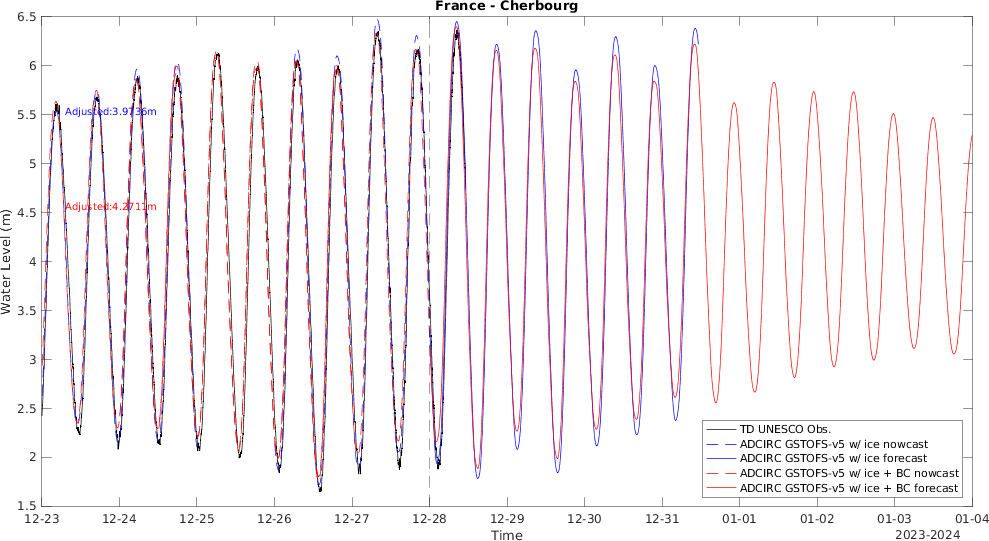 France - Cherbourg
6.5
6
5.5
5
4.5
4
3.5
3
2.5
2
1.5
Water Level (m)
Adjusted:3.9736m
Adjusted:4.2711m
TD UNESCO Obs.
ADCIRC GSTOFS-v5 w/ ice nowcast
ADCIRC GSTOFS-v5 w/ ice forecast
ADCIRC GSTOFS-v5 w/ ice + BC nowcast
ADCIRC GSTOFS-v5 w/ ice + BC forecast
12-23 12-24 12-25 12-26 12-27 12-28 12-29 12-30 12-31 01-01 01-02 01-03 01-04
Time
2023-2024